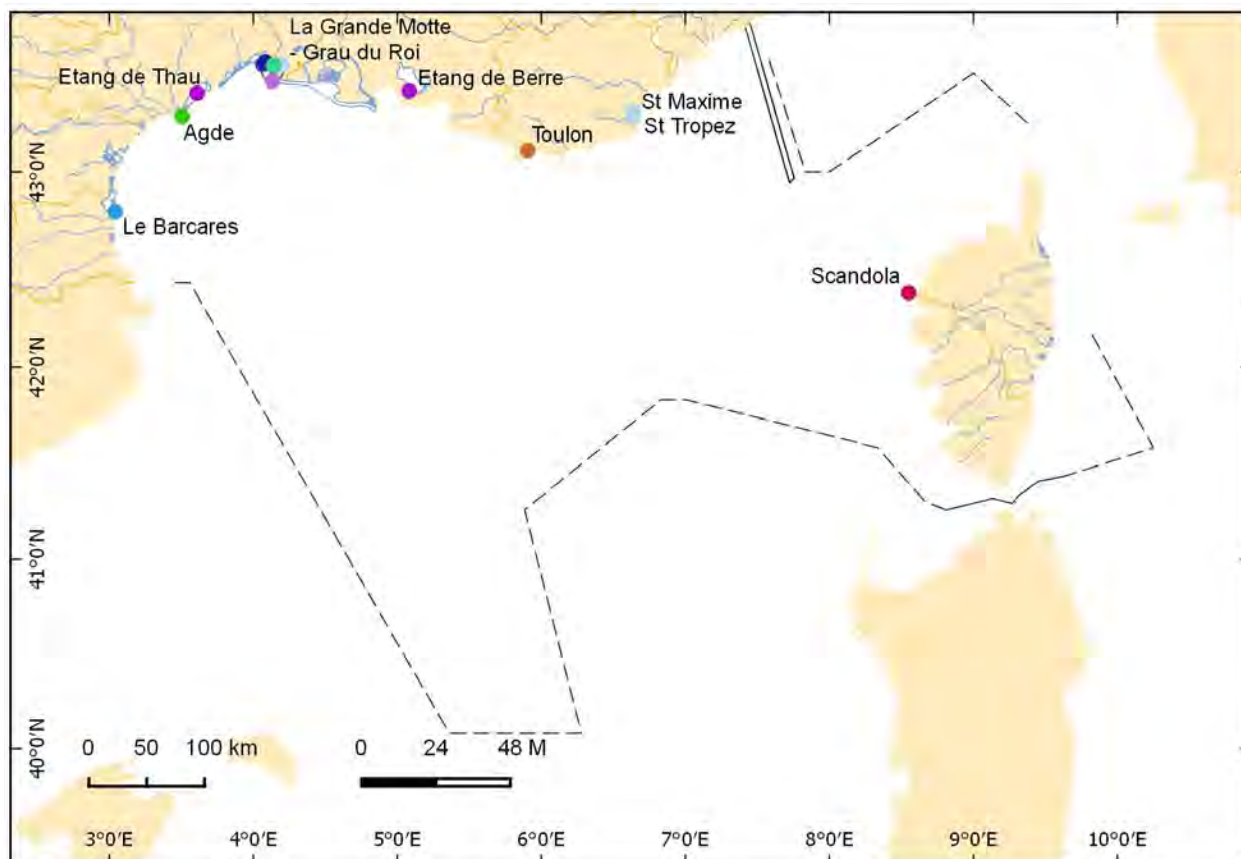 La Grande Motte
- Grau du Roi
Etang de Thau
Etang de Berre
Agde
St Maxime
St Tropez
Toulon
Le Barcares
Scandola
43°0'N
42°0'N
41°0'N
40°0'N
0 50 100 km
0 24 48 M
3°0'E 4°0'E 5°0'E 6°0'E 7°0'E 8°0'E 9°0'E 10°0'E